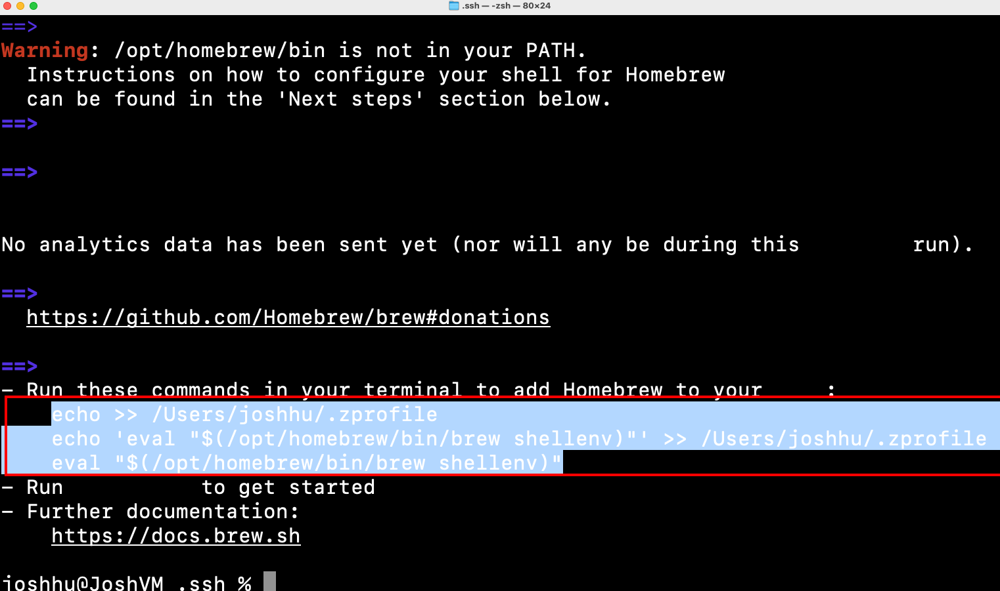 .ssh — -zsh — 80×24
==>
Warning: /opt/homebrew/bin is not in your PATH.
Instructions on how to configure your shell for Homebrew
can be found in the 'Next steps' section below.
==>
==>
No analytics data has been sent yet (nor will any be during this run).
==>
https://github.com/Homebrew/brew#donations
==>
- Run these commands in your terminal to add Homebrew to your :
echo >> /Users/joshhu/.zprofile
echo 'eval "$(/opt/homebrew/bin/brew shellenv)"' >> /Users/joshhu/.zprofile
eval "$(/opt/homebrew/bin/brew shellenv)"
- Run to get started
- Further documentation:
https://docs.brew.sh
joshhu@JoshVM .ssh %